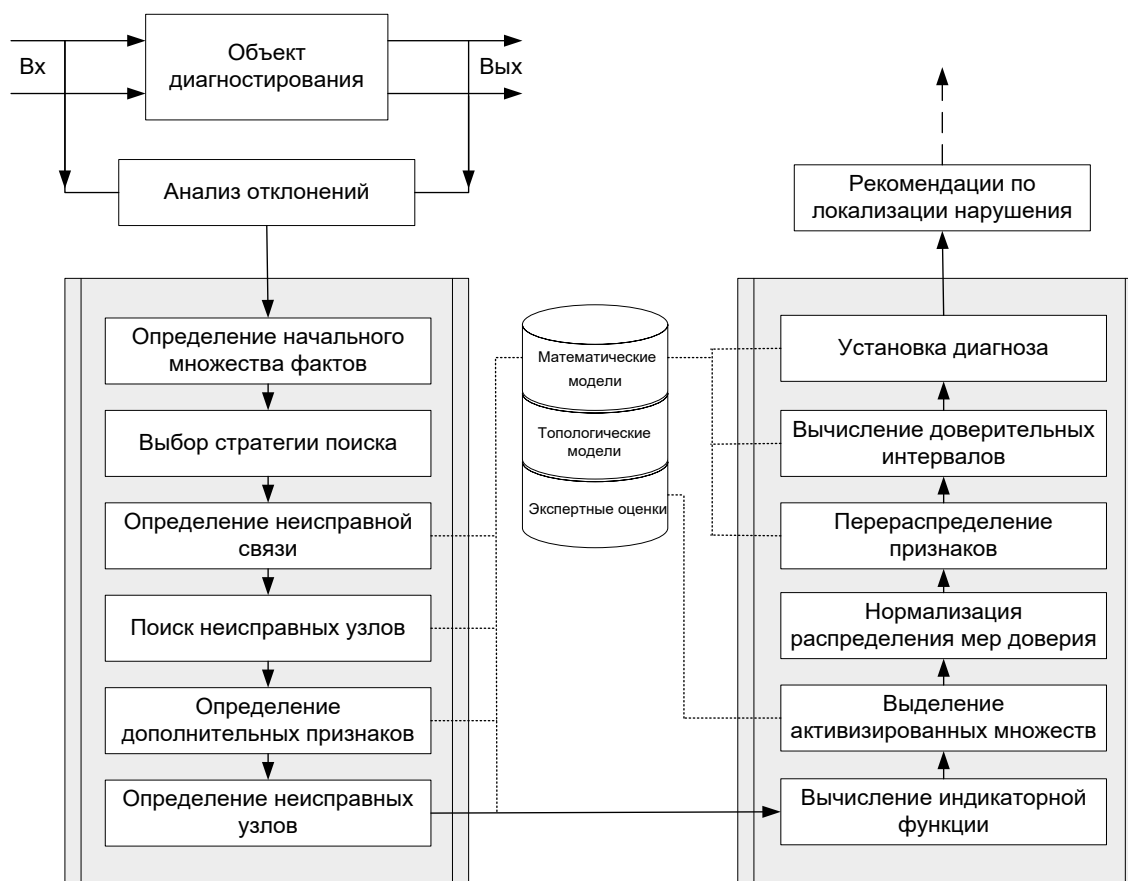 Вх
Объект
диагностирования
Вых
Анализ отклонений
Определение начального
множества фактов
Выбор стратегии поиска
Определение неисправной
связи
Поиск неисправных узлов
Определение
дополнительных признаков
Определение неисправных
узлов
Математические
модели
Топологические
модели
Экспертные оценки
Рекомендации по
локализации нарушения
Установка диагноза
Вычисление доверительных
интервалов
Перераспределение
признаков
Нормализация
распределения мер доверия
Выделение
активизированных множеств
Вычисление индикаторной
функции